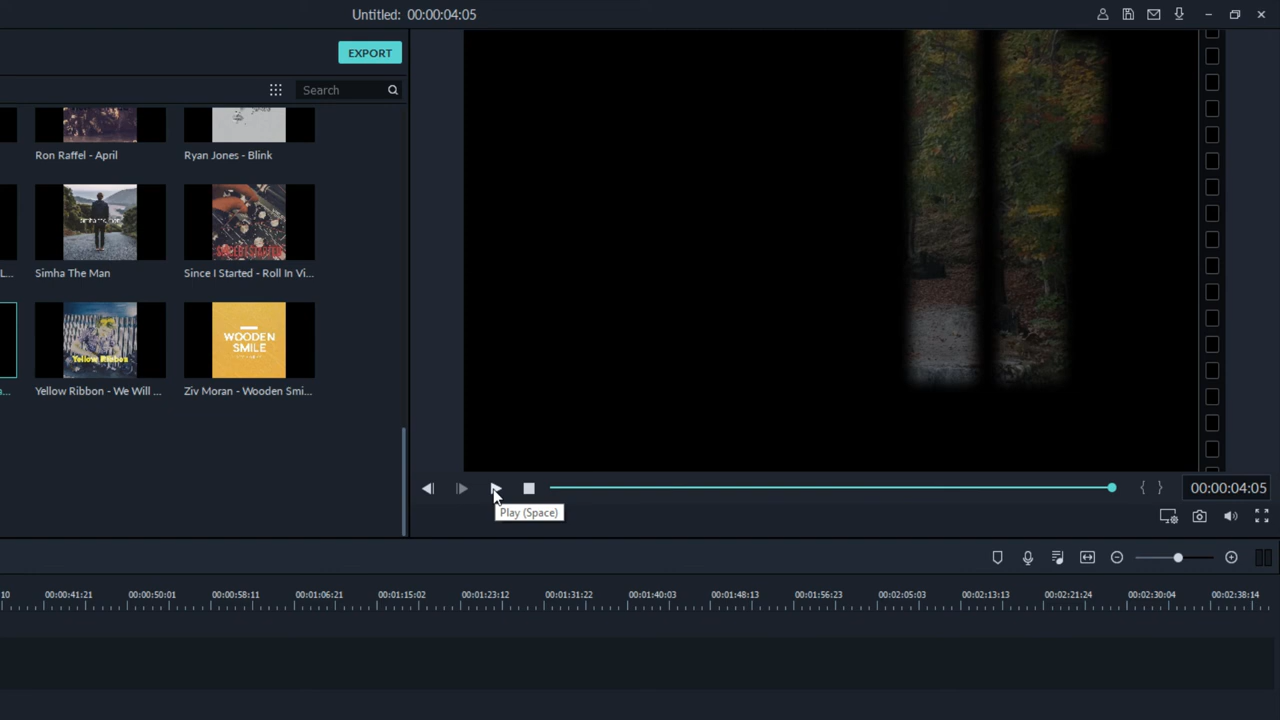 Untitled: 00:00:04:05
EXPORT
Search
Ron Raffel - April
Ryan Jones - Blink
L...
Simha The Man
Since I Started - Roll In Vi...
Yellow Ribbon
WOODEN
SMILE
a...
Yellow Ribbon - We Will ...
Ziv Moran - Wooden Smi...
00:00:04:05
Play (Space)
10
00:00:41:21
00:00:50:01
00:00:58:11
00:01:06:21
00:01:15:02
00:01:23:12
00:01:31:22
00:01:40:03
00:01:48:13
00:01:56:23
00:02:05:03
00:02:13:13
00:02:21:24
00:02:30:04
00:02:38:14